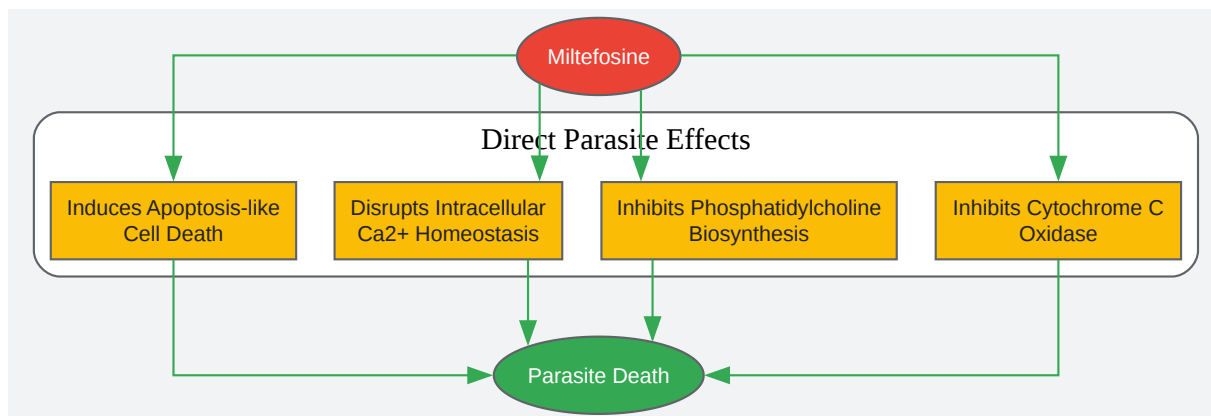 Miltefosine
Direct Parasite Effects
Induces Apoptosis-like
Cell Death
Disrupts Intracellular
Ca2+ Homeostasis
Inhibits Phosphatidylcholine
Biosynthesis
Inhibits Cytochrome C
Oxidase
Parasite Death